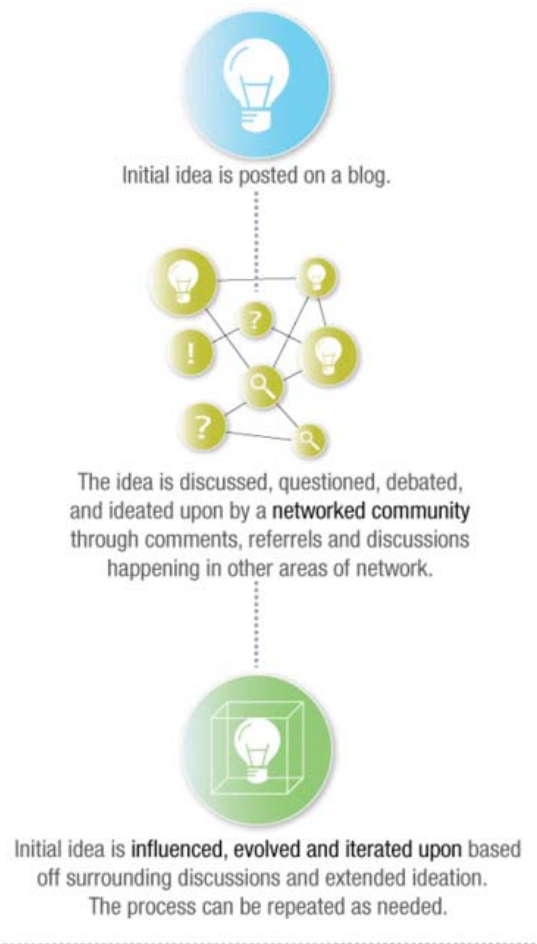 Initial idea is posted on a blog.
?
!
?
The idea is discussed, questioned, debated,
and ideated upon by a networked community
through comments, referrels and discussions
happening in other areas of network.
Initial idea is influenced, evolved and iterated upon based
off surrounding discussions and extended ideation.
The process can be repeated as needed.